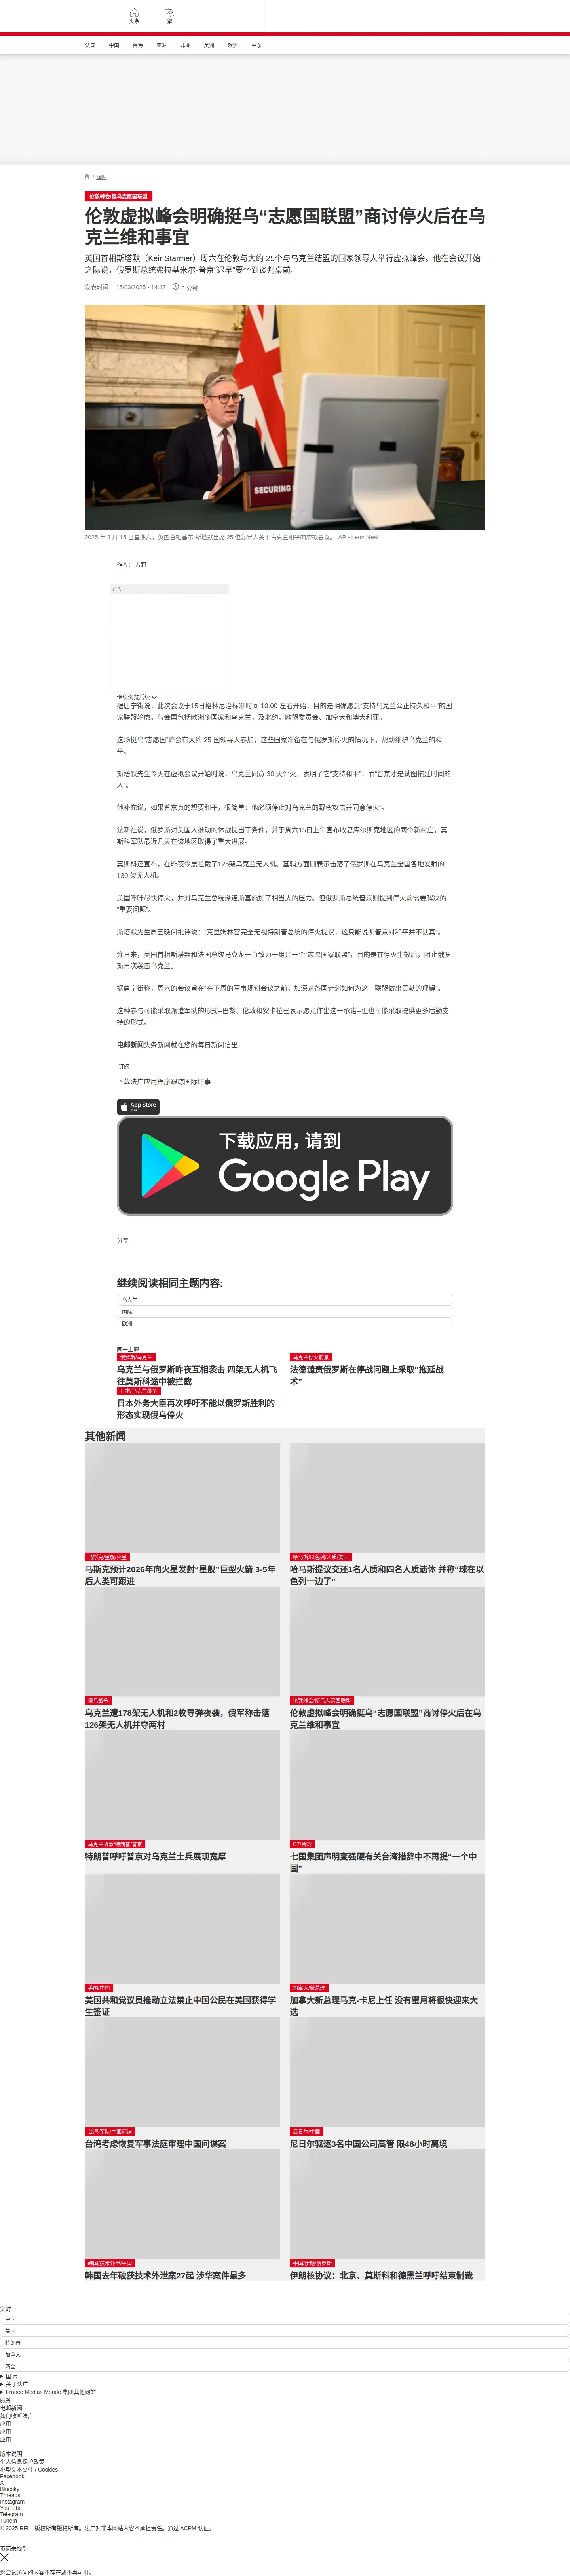 头条
繁
法国 中国 台海 亚洲 非洲 美洲 欧洲 中东
/ 国际
伦敦峰会/挺乌志愿国联盟
伦敦虚拟峰会明确挺乌“志愿国联盟”商讨停火后在乌
克兰维和事宜
英国首相斯塔默（Keir Starmer）周六在伦敦与大约 25个与乌克兰结盟的国家领导人举行虚拟峰会。他在会议开始
之际说，俄罗斯总统弗拉基米尔-普京“迟早”要坐到谈判桌前。
发表时间： 15/03/2025 - 14:17 5 分钟
SECURING
2025 年 3 月 15 日星期六，英国首相基尔·斯塔默出席 25 位领导人关于乌克兰和平的虚拟会议。 AP - Leon Neal
作者： 古莉
广告
继续浏览后续
据唐宁街说，此次会议于15日格林尼治标准时间 10:00 左右开始，目的是明确愿意“支持乌克兰公正持久和平”的国
家联盟轮廓。与会国包括欧洲多国家和乌克兰，及北约，欧盟委员会、加拿大和澳大利亚。
这场挺乌“志愿国”峰会有大约 25 国领导人参加，这些国家准备在与俄罗斯停火的情况下，帮助维护乌克兰的和
平。
斯塔默先生今天在虚拟会议开始时说，乌克兰同意 30 天停火，表明了它“支持和平”。而“普京才是试图拖延时间的
人”。
他补充说，如果普京真的想要和平，很简单：他必须停止对乌克兰的野蛮攻击并同意停火”。
法新社说，俄罗斯对美国人推动的休战提出了条件，并于周六15日上午宣布收复库尔斯克地区的两个新村庄，莫
斯科军队最近几天在该地区取得了重大进展。
莫斯科还宣布，在昨夜今晨拦截了126架乌克兰无人机。基辅方面则表示击落了俄罗斯在乌克兰全国各地发射的
130 架无人机。
美国呼吁尽快停火，并对乌克兰总统泽连斯基施加了相当大的压力。但俄罗斯总统普京则提到停火前需要解决的
“重要问题”。
斯塔默先生周五晚间批评说：“克里姆林宫完全无视特朗普总统的停火提议，这只能说明普京对和平并不认真”。
连日来，英国首相斯塔默和法国总统马克龙一直致力于组建一个“志愿国家联盟”，目的是在停火生效后，阻止俄罗
斯再次袭击乌克兰。
据唐宁街称，周六的会议旨在“在下周的军事规划会议之前，加深对各国计划如何为这一联盟做出贡献的理解”。
这种参与可能采取派遣军队的形式--巴黎、伦敦和安卡拉已表示愿意作出这一承诺--但也可能采取提供更多后勤支
持的形式。
电邮新闻头条新闻就在您的每日新闻信里
订阅
下载法广应用程序跟踪国际时事
App Store
下载
下载应用，请到
Google Play
分享 :
继续阅读相同主题内容:
乌克兰
国际
欧洲
同一主题
俄罗斯/乌克兰
乌克兰与俄罗斯昨夜互相袭击 四架无人机飞
往莫斯科途中被拦截
乌克兰停火前景
法德谴责俄罗斯在停战问题上采取“拖延战
术”
日本/乌克兰战争
日本外务大臣再次呼吁不能以俄罗斯胜利的
形态实现俄乌停火
其他新闻
马斯克/星舰/火星
马斯克预计2026年向火星发射“星舰”巨型火箭 3-5年
后人类可跟进
哈马斯/以色列/人质/美国
哈马斯提议交还1名人质和四名人质遗体 并称“球在以
色列一边了”
俄乌战争
乌克兰遭178架无人机和2枚导弹夜袭，俄军称击落
126架无人机并夺两村
伦敦峰会/挺乌志愿国联盟
伦敦虚拟峰会明确挺乌“志愿国联盟”商讨停火后在乌
克兰维和事宜
乌克兰战争/特朗普/普京
特朗普呼吁普京对乌克兰士兵展现宽厚
G7/台湾
七国集团声明变强硬有关台湾措辞中不再提“一个中
国”
美国/中国
美国共和党议员推动立法禁止中国公民在美国获得学
生签证
加拿大/新总理
加拿大新总理马克-卡尼上任 没有蜜月将很快迎来大
选
台湾/军队/中国间谍
台湾考虑恢复军事法庭审理中国间谍案
尼日尔/中国
尼日尔驱逐3名中国公司高管 限48小时离境
韩国/技术外泄/中国
韩国去年破获技术外泄案27起 涉华案件最多
中国/伊朗/俄罗斯
伊朗核协议：北京、莫斯科和德黑兰呼吁结束制裁
实时
中国
美国
特朗普
加拿大
两会
国际
关于法广
France Médias Monde 集团其他网站
服务
电邮新闻
如何收听法广
应用
应用
应用
版本说明
个人信息保护政策
小型文本文件 / Cookies
Facebook
X
Bluesky
Threads
Instagram
YouTube
Telegram
TuneIn
© 2025 RFI – 版权所有版权所有。法广对非本网站内容不承担责任。通过 ACPM 认证。
页面未找到
您尝试访问的内容不存在或不再可用。